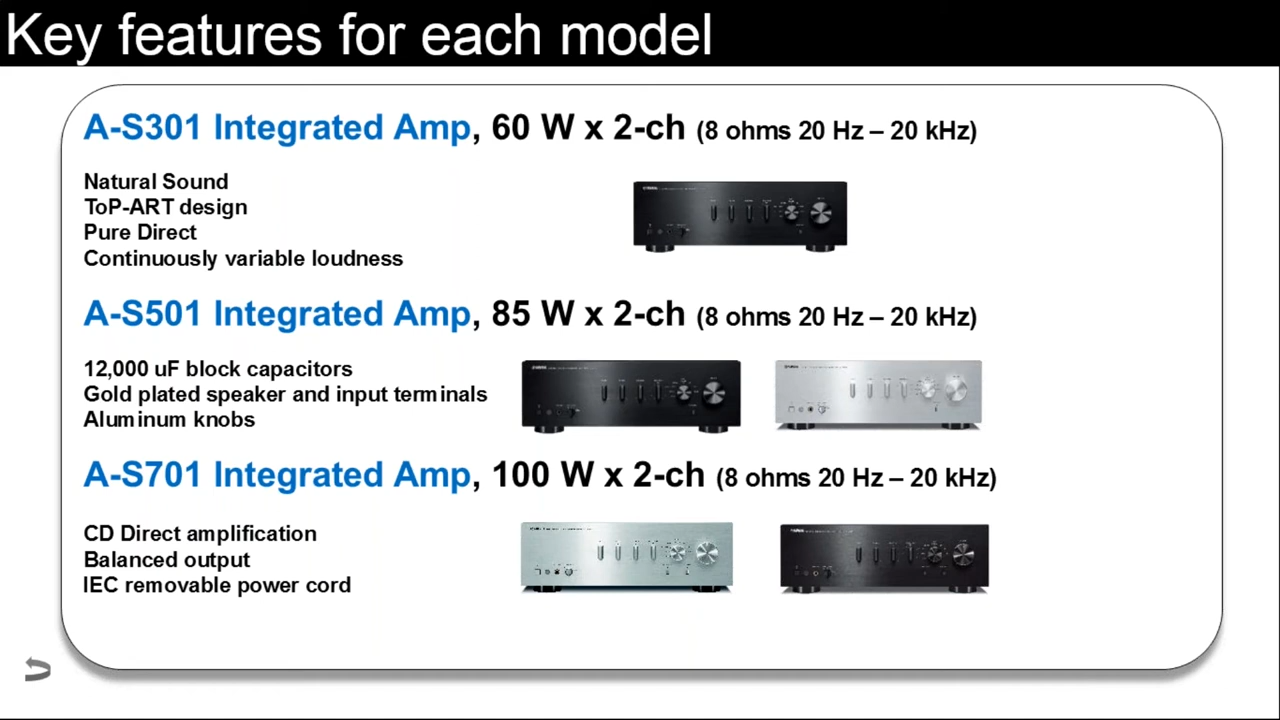 Key features for each model
A-S301 Integrated Amp, 60 W x 2-ch (8 ohms 20 Hz – 20 kHz)
Natural Sound
ToP-ART design
Pure Direct
Continuously variable loudness
A-S501 Integrated Amp, 85 W x 2-ch (8 ohms 20 Hz – 20 kHz)
12,000 uF block capacitors
Gold plated speaker and input terminals
Aluminum knobs
A-S701 Integrated Amp, 100 W x 2-ch (8 ohms 20 Hz – 20 kHz)
CD Direct amplification
Balanced output
IEC removable power cord